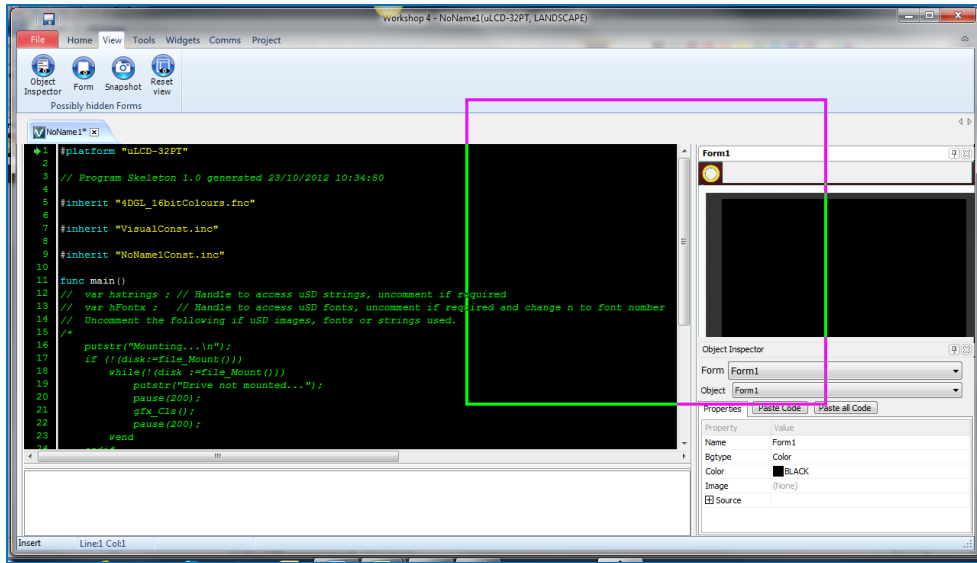 Workshop 4 - NoName1(uLCD-32PT, LANDSCAPE)
File Home View Tools Widgets Comms Project
Object Inspector
Form
Snapshot
Reset view
Possibly hidden Forms
NoName1*
1 #platform "uLCD-32PT"
2
3 // Program Skeleton 1.0 generated 23/10/2012 10:34:50
4
5 #inherit "4DGL_16bitColours.fnc"
6
7 #inherit "VisualConst.inc"
8
9 #inherit "NoName1Const.inc"
10
11 func main()
12 // var hstrings ; // Handle to access uSD strings, uncomment if required
13 // var hFontx ; // Handle to access uSD fonts, uncomment if required and change n to font number
14 // Uncomment the following if uSD images, fonts or strings used.
15 /*
16 putstr("Mounting...\n");
17 if (!(disk:=file_Mount()))
18 while(!(disk :=file_Mount()))
19 putstr("Drive not mounted...");
20 pause(200);
21 gfx_Cls();
22 pause(200);
23 wend
Form1
Object Inspector
Form Form1
Object Form1
Properties Paste Code Paste all Code
Property Value
Name Form1
Bgtype Color
Color BLACK
Image (None)
Source
Insert Line:1 Col:1